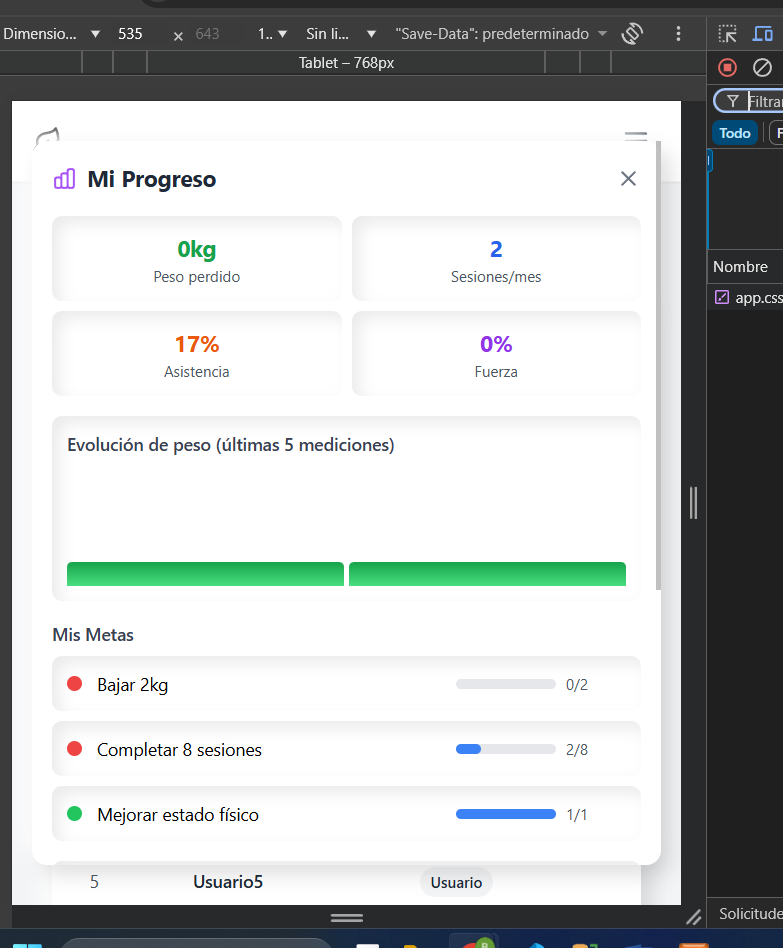 Dimensio... ▼ 535 × 643 1.. ▼ Sin li... ▼ "Save-Data": predeterminado ▼
Tablet – 768px
Filtrar
Todo
Mi Progreso
0kg
Peso perdido
2
Sesiones/mes
17%
Asistencia
0%
Fuerza
Evolución de peso (últimas 5 mediciones)
Mis Metas
Bajar 2kg 0/2
Completar 8 sesiones 2/8
Mejorar estado físico 1/1
5 Usuario5 Usuario
Nombre
app.css
Solicitude